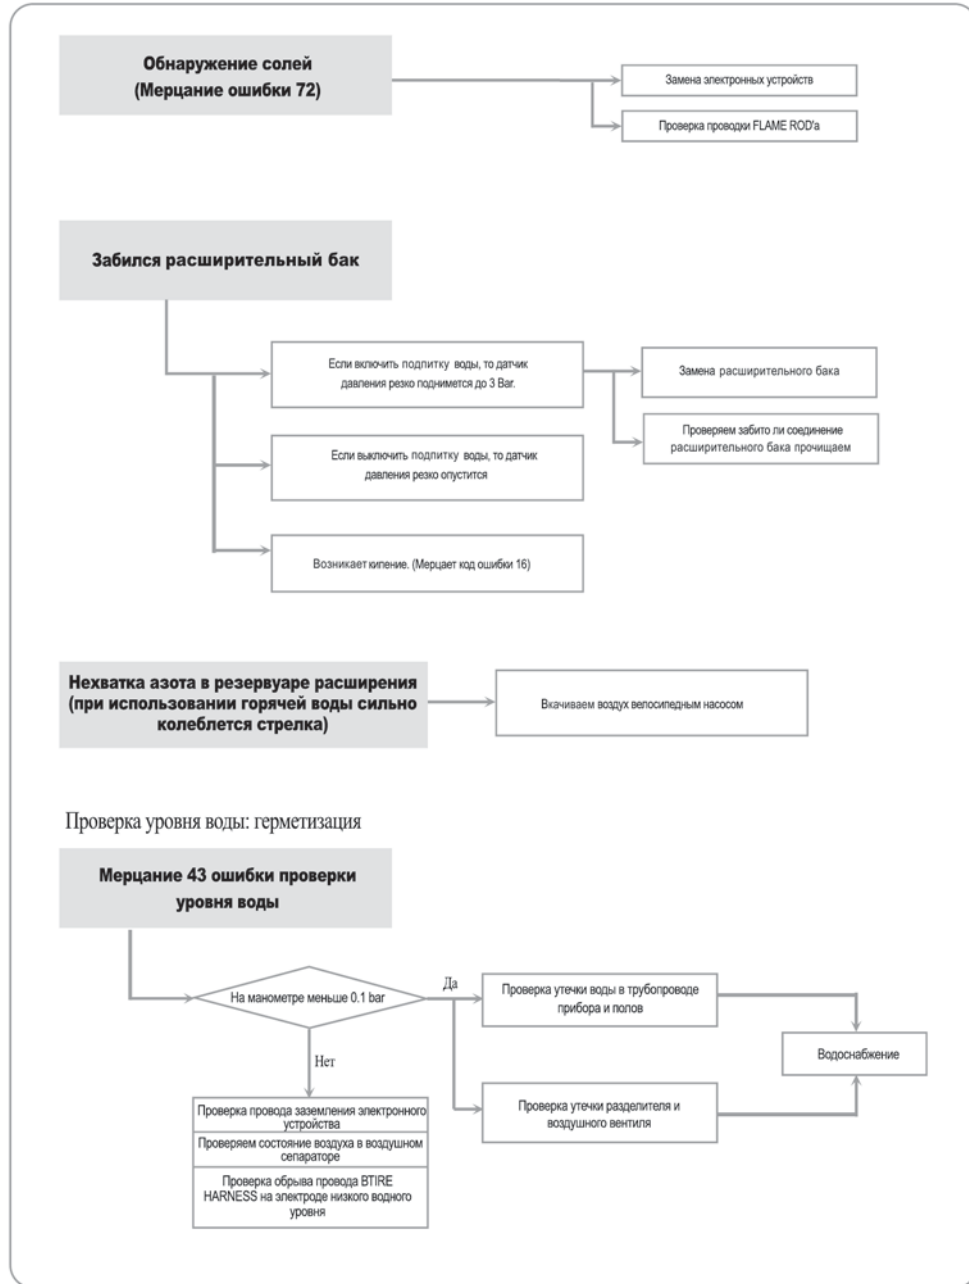 Обнаружение солей
(Мерцание ошибки 72)
Замена электронных устройств
Проверка проводки FLAME ROD'а
Забился расширительный бак
Если включить подпитку воды, то датчик
давления резко поднимется до 3 Bar.
Замена расширительного бака
Проверяем забито ли соединение
расширительного бака прочищаем
Если выключить подпитку воды, то датчик
давления резко опустится
Возникает кипение. (Мерцает код ошибки 16)
Нехватка азота в резервуаре расширения
(при использовании горячей воды сильно
колеблется стрелка)
Вкачиваем воздух велосипедным насосом
Проверка уровня воды: герметизация
Мерцание 43 ошибки проверки
уровня воды
На манометре меньше 0.1 bar
Да
Проверка утечки воды в трубопроводе
прибора и полов
Водоснабжение
Нет
Проверка утечки разделителя и
воздушного вентиля
Проверка провода заземления электронного
устройства
Проверяем состояние воздуха в воздушном
сепараторе
Проверка обрыва провода BTIRE
HARNESS на электроде низкого водного
уровня